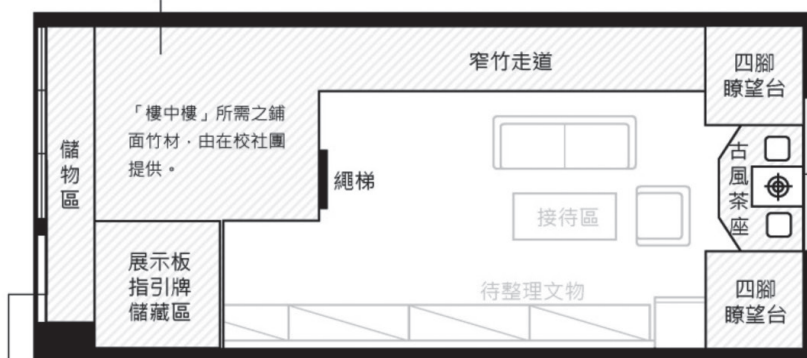 窄竹走道
四腳
瞭望台
「樓中樓」所需之鋪
面竹材，由在校社團
提供。
儲物區
繩梯
古風茶座
接待區
展示板
指引牌
儲藏區
待整理文物
四腳
瞭望台